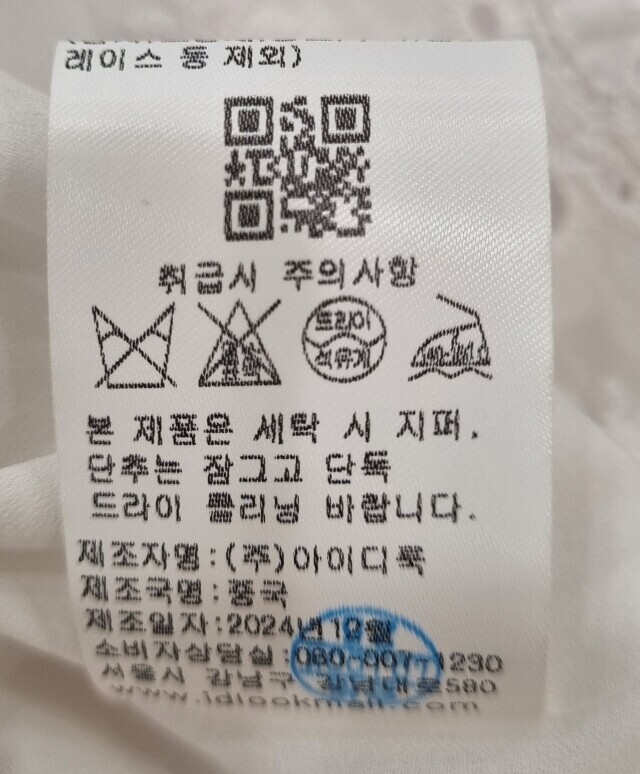 레이스 등 제외)
취급시 주의사항
드라이
석유계
본 제품은 세탁 시 지퍼.
단추는 잠그고 단독
드라이 클리닝 바랍니다.
제조자명:(주)아이디룩
제조국명:중국
제조일자:2024년12월
소비자상담실:080-007-1230
서울시 강남구 강남대로580
www.idlookmall.com